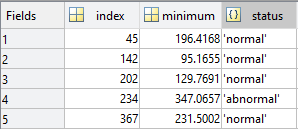 Fields index minimum {} status
1 45 196.4168 'normal'
2 142 95.1655 'normal'
3 202 129.7691 'normal'
4 234 347.0657 'abnormal'
5 367 231.5002 'normal'